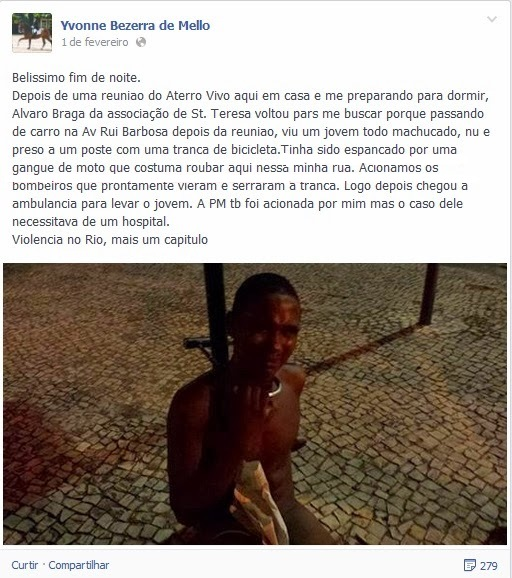 Yvonne Bezerra de Mello
1 de fevereiro
Belissimo fim de noite.
Depois de uma reuniao do Aterro Vivo aqui em casa e me preparando para dormir,
Alvaro Braga da associação de St. Teresa voltou pars me buscar porque passando
de carro na Av Rui Barbosa depois da reuniao, viu um jovem todo machucado, nu e
preso a um poste com uma tranca de bicicleta.Tinha sido espancado por uma
gangue de moto que costuma roubar aqui nessa minha rua. Acionamos os
bombeiros que prontamente vieram e serraram a tranca. Logo depois chegou a
ambulancia para levar o jovem. A PM tb foi acionada por mim mas o caso dele
necessitava de um hospital.
Violencia no Rio, mais um capitulo
Curtir · Compartilhar
279